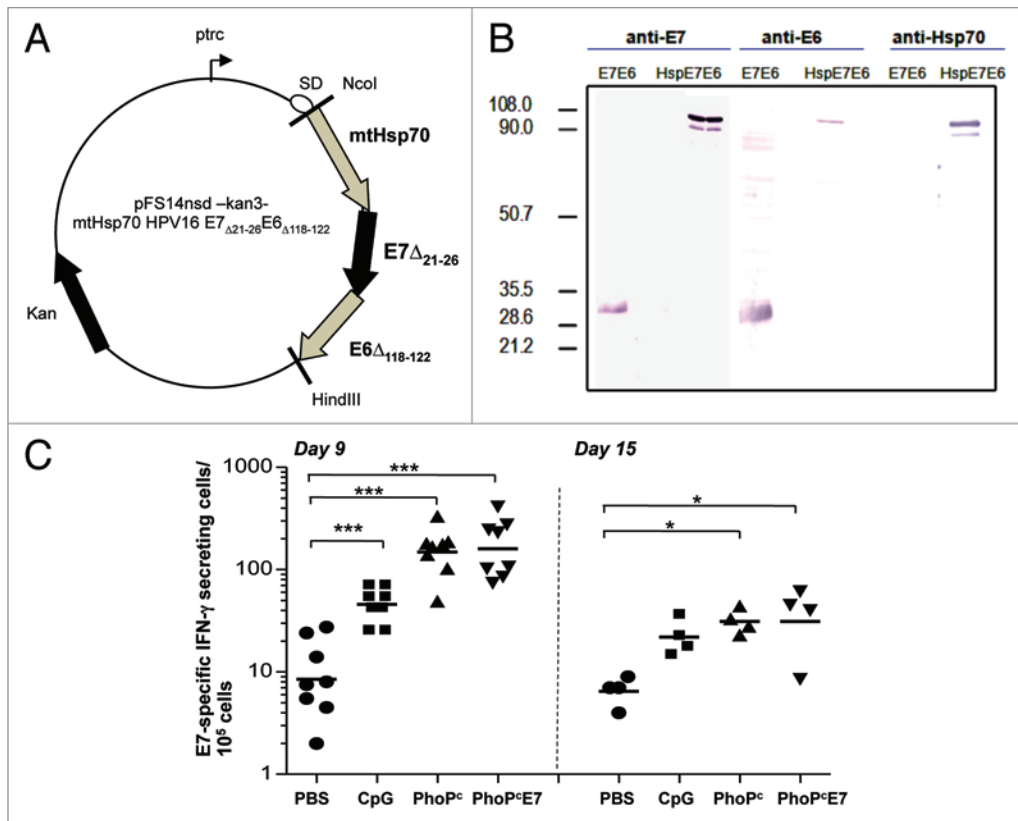 A
ptrc
SD
NcoI
mtHsp70
pFS14nsd –kan3-
mtHsp70 HPV16 E7Δ21-26E6Δ118-122
E7Δ21-26
Kan
E6Δ118-122
HindIII
B
anti-E7
anti-E6
anti-Hsp70
E7E6
HspE7E6
E7E6
HspE7E6
E7E6
HspE7E6
108.0
90.0
50.7
35.5
28.6
21.2
C
Day 9
Day 15
E7-specific IFN-γ secreting cells/
10⁵ cells
1000
100
10
1
***
***
***
*
*
PBS
CpG
PhoPᶜ
PhoPᶜE7
PBS
CpG
PhoPᶜ
PhoPᶜE7